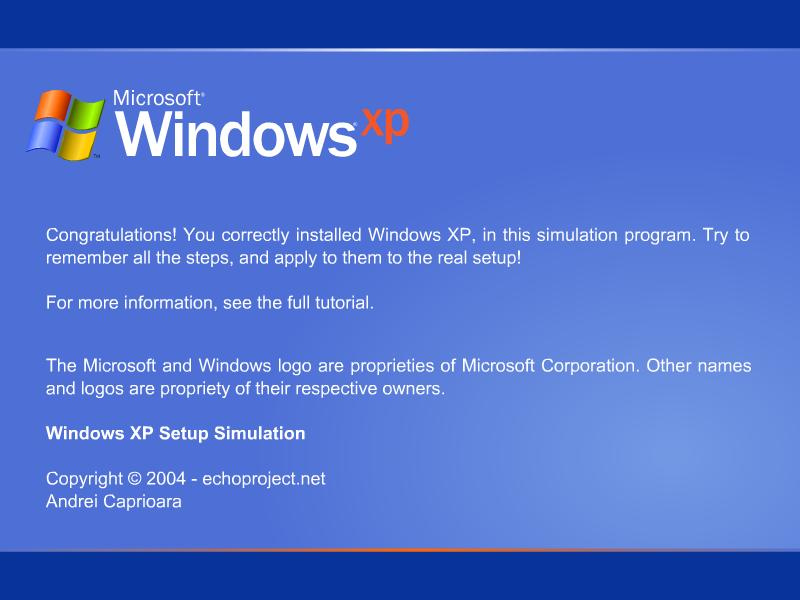 Microsoft®
Windows® xp
TM
Congratulations! You correctly installed Windows XP, in this simulation program. Try to
remember all the steps, and apply to them to the real setup!
For more information, see the full tutorial.
The Microsoft and Windows logo are proprieties of Microsoft Corporation. Other names
and logos are propriety of their respective owners.
Windows XP Setup Simulation
Copyright © 2004 - echoproject.net
Andrei Caprioara